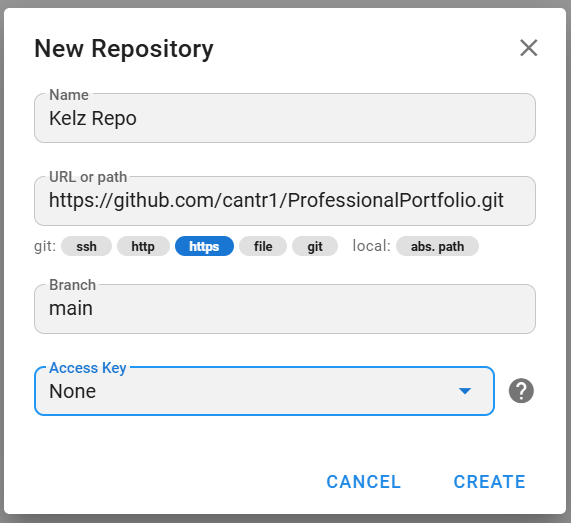 New Repository
Name
Kelz Repo
URL or path
https://github.com/cantr1/ProfessionalPortfolio.git
git: ssh http https file git local: abs. path
Branch
main
Access Key
None
?
CANCEL CREATE